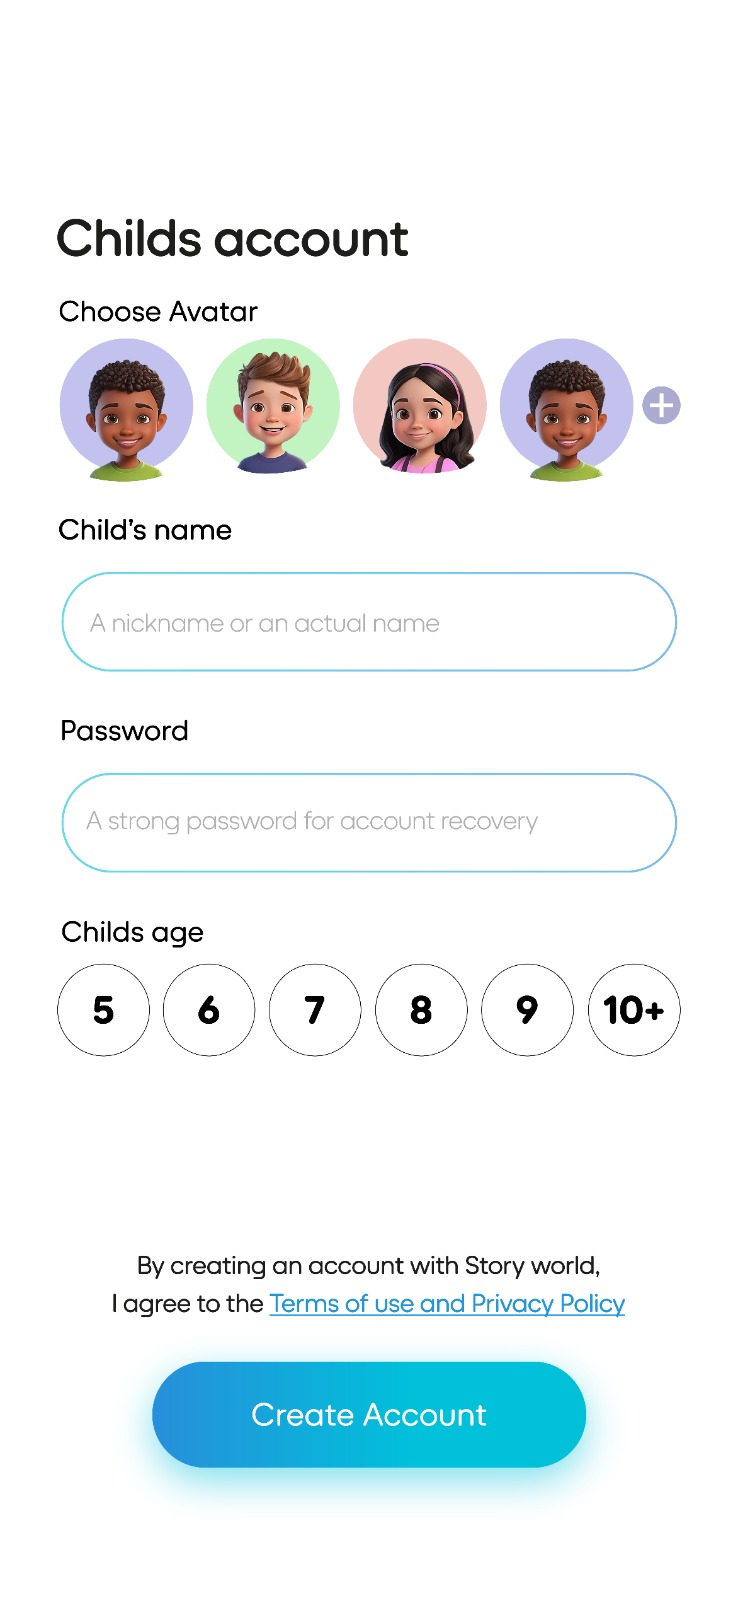 Childs account
Choose Avatar
Child's name
A nickname or an actual name
Password
A strong password for account recovery
Childs age
5 6 7 8 9 10+
By creating an account with Story world,
I agree to the Terms of use and Privacy Policy
Create Account